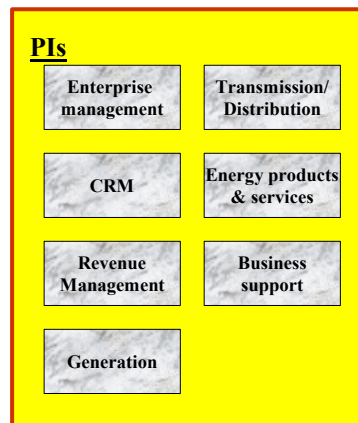 PIs
Enterprise
management
Transmission/
Distribution
CRM
Energy products
& services
Revenue
Management
Business
support
Generation